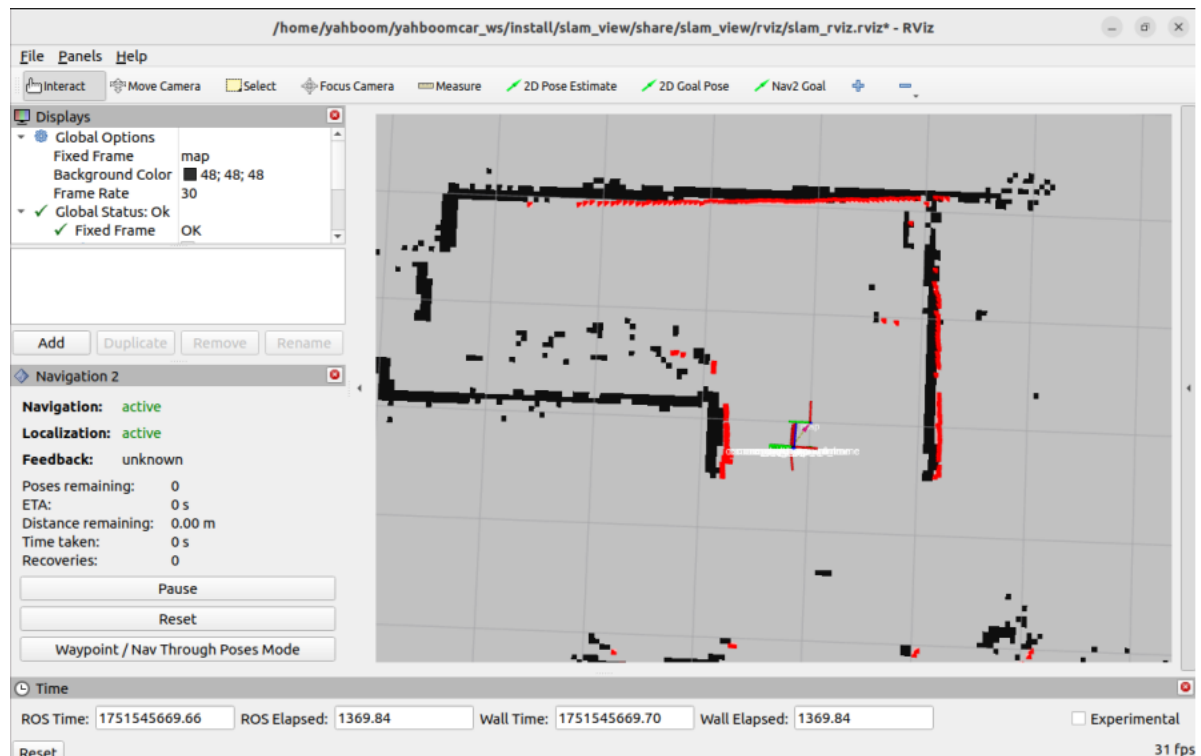 /home/yahboom/yahboomcar_ws/install/slam_view/share/slam_view/rviz/slam_rviz.rviz* - RViz
File Panels Help
Interact Move Camera Select Focus Camera Measure 2D Pose Estimate 2D Goal Pose Nav2 Goal
Displays
Global Options
Fixed Frame map
Background Color 48; 48; 48
Frame Rate 30
Global Status: Ok
Fixed Frame OK
Add Duplicate Remove Rename
Navigation 2
Navigation: active
Localization: active
Feedback: unknown
Poses remaining: 0
ETA: 0 s
Distance remaining: 0.00 m
Time taken: 0 s
Recoveries: 0
Pause
Reset
Waypoint / Nav Through Poses Mode
Time
ROS Time: 1751545669.66 ROS Elapsed: 1369.84 Wall Time: 1751545669.70 Wall Elapsed: 1369.84 Experimental
Reset 31 fps